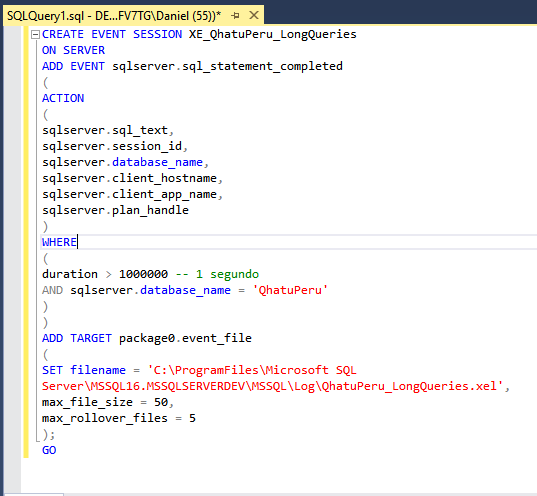 SQLQuery1.sql - DE...FV7TG\Daniel (55))*
CREATE EVENT SESSION XE_QhatuPeru_LongQueries
ON SERVER
ADD EVENT sqlserver.sql_statement_completed
(
ACTION
(
sqlserver.sql_text,
sqlserver.session_id,
sqlserver.database_name,
sqlserver.client_hostname,
sqlserver.client_app_name,
sqlserver.plan_handle
)
WHERE
(
duration > 1000000 -- 1 segundo
AND sqlserver.database_name = 'QhatuPeru'
)
)
ADD TARGET package0.event_file
(
SET filename = 'C:\ProgramFiles\Microsoft SQL
Server\MSSQL16.MSSQLSERVERDEV\MSSQL\Log\QhatuPeru_LongQueries.xel',
max_file_size = 50,
max_rollover_files = 5
);
GO